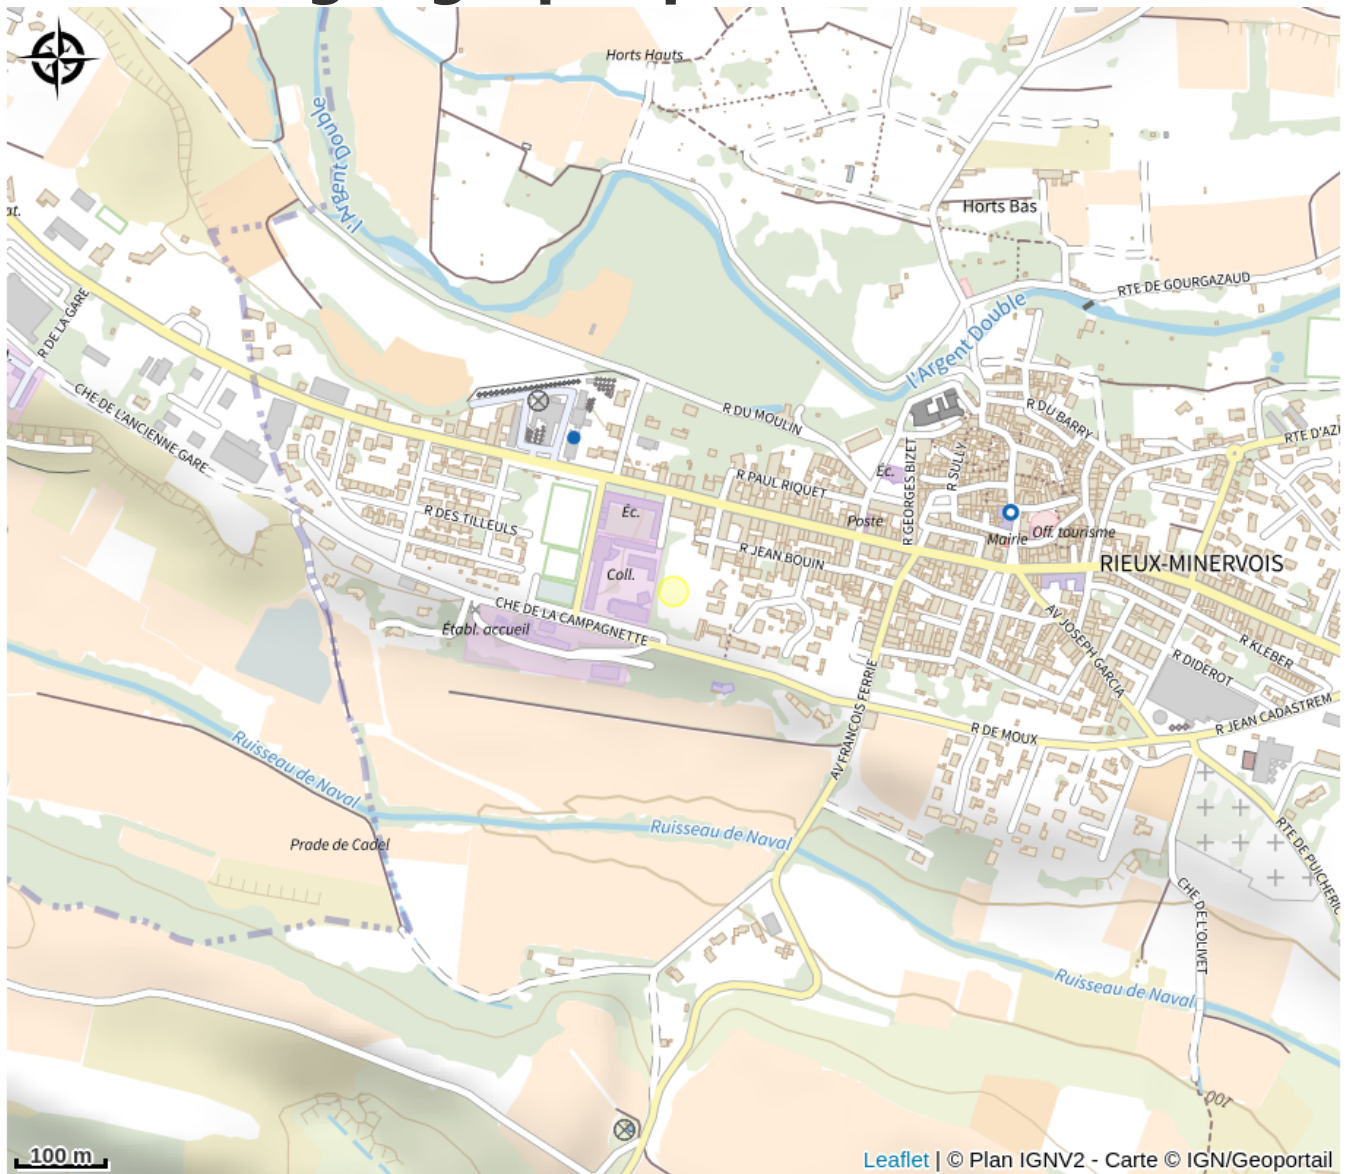 Horts Hauts
l'Argent Double
Horts Bas
at.
RTE DE GOURGAZAUD
R DE LA GARE
l'Argent Double
CHE DE L'ANCIENNE GARE
R DU MOULIN
R DU BARRY
RTE D'AZI
R GEORGES BIZET
R SULLY
Éc.
R PAUL RIQUET
R DES TILLEULS
Éc.
Poste
Mairie
Off. tourisme
R JEAN BOUIN
RIEUX-MINERVOIS
Coll.
CHE DE LA CAMPAGNETTE
Établ. accueil
AV JOSEPH GARCIA
R KLEBER
R DIDEROT
AV FRANCOIS FERRIE
R JEAN CADASTREM
R DE MOUX
Ruisseau de Naval
Ruisseau de Naval
Prade de Cadel
RTE DE PUICHERIC
CHE DE L'OLIVET
Ruisseau de Naval
100
100 m
Leaflet | © Plan IGNV2 - Carte © IGN/Geoportail